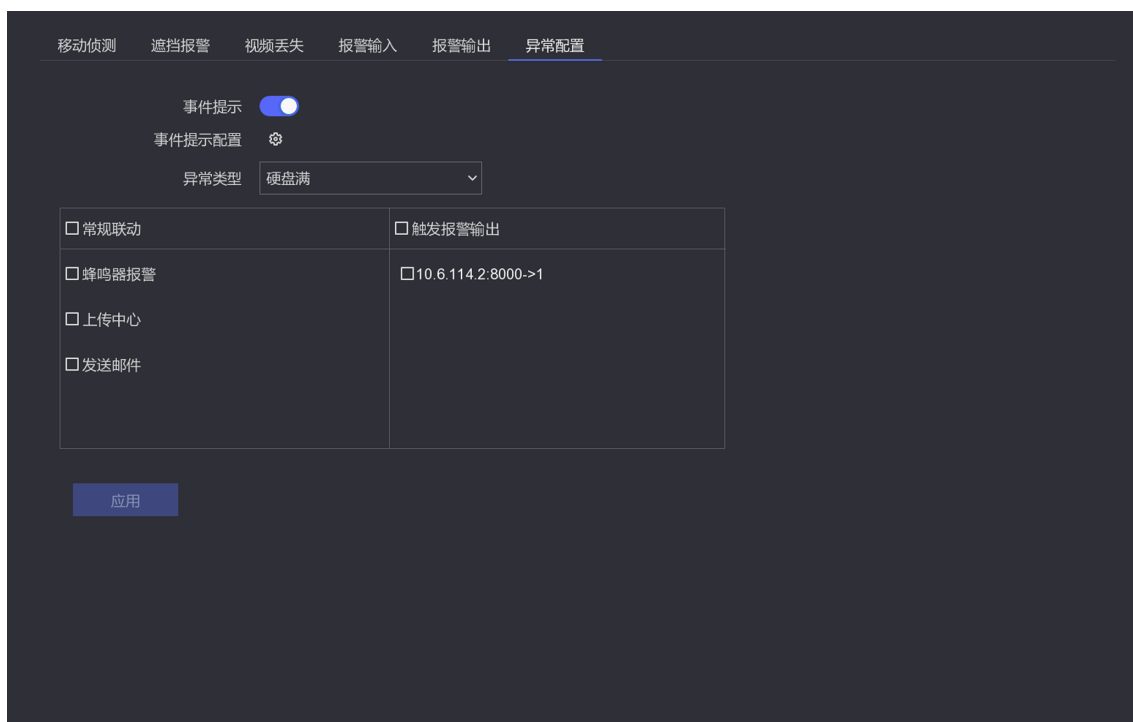 移动侦测 遮挡报警 视频丢失 报警输入 报警输出 异常配置
事件提示
事件提示配置
异常类型 硬盘满
常规联动 触发报警输出
蜂鸣器报警 10.6.114.2:8000->1
上传中心
发送邮件
应用